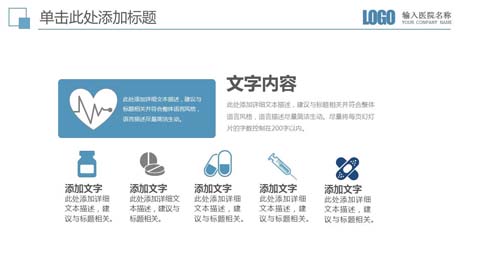 单击此处添加标题
LOGO 输入医院名称
YOUR COMPANY NAME
文字内容
此处添加详细文本描述，建议与标题相关并符合整体
语言风格，语言描述尽量简洁生动。尽量将每页幻灯
片的字数控制在200字以内。
此处添加详细文本描述，建议与
标题相关并符合整体语言风格，
语言描述尽量简洁生动。
添加文字
此处添加详细
文本描述，建
议与标题相关。
添加文字
此处添加详细
文本描述，建
议与标题相关。
添加文字
此处添加详细
文本描述，建
议与标题相关。
添加文字
此处添加详细
文本描述，建
议与标题相关。
添加文字
此处添加详细
文本描述，建
议与标题相关。